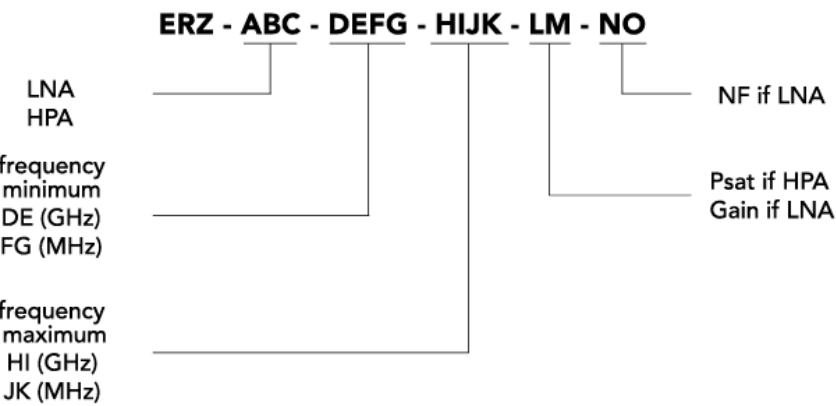 ERZ - ABC - DEFG - HIJK - LM - NO
LNA
HPA
frequency
minimum
DE (GHz)
FG (MHz)
frequency
maximum
HI (GHz)
JK (MHz)
NF if LNA
Psat if HPA
Gain if LNA